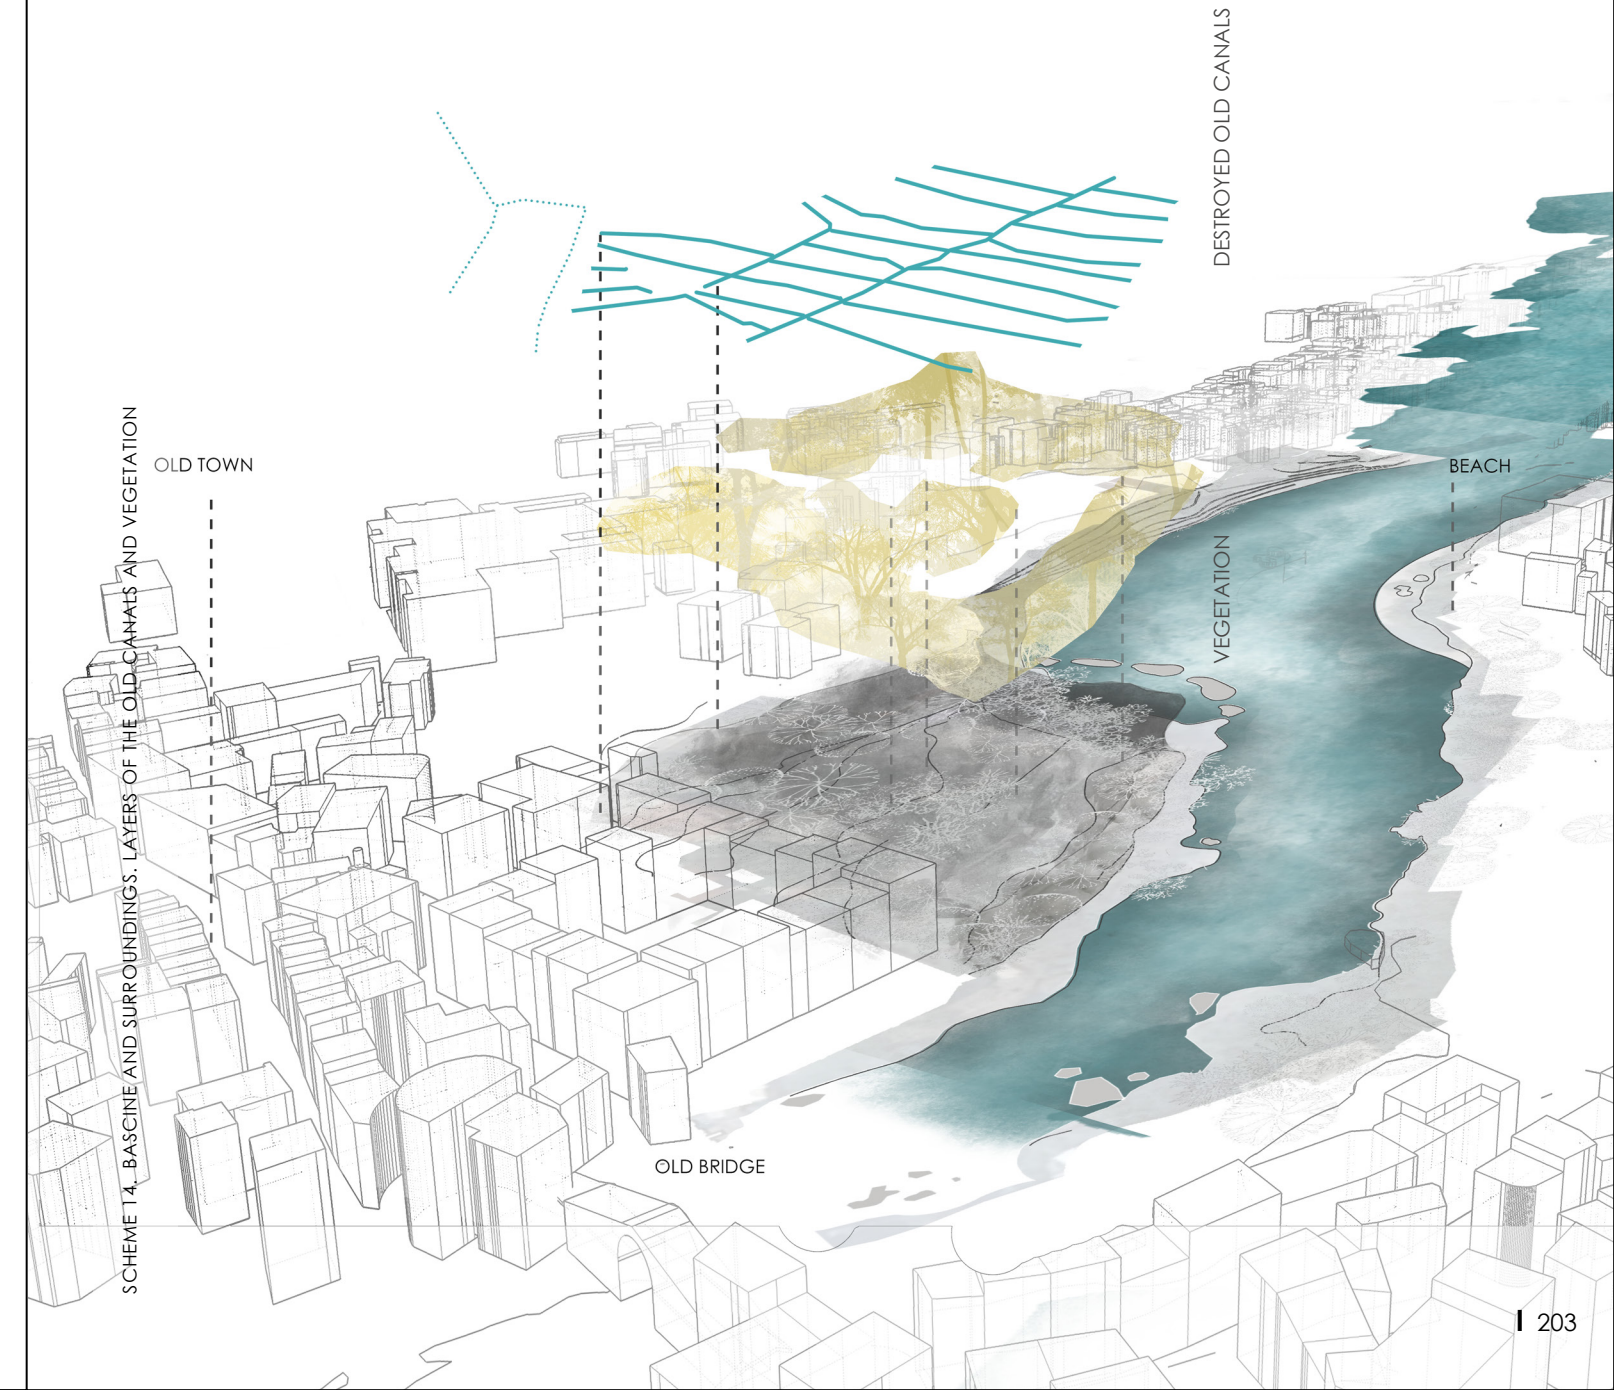 DESTROYED OLD CANALS
OLD TOWN
BEACH
VEGETATION
SCHEME 14. BASCINE AND SURROUNDINGS. LAYERS OF THE OLD CANALS AND VEGETATION
OLD BRIDGE
203